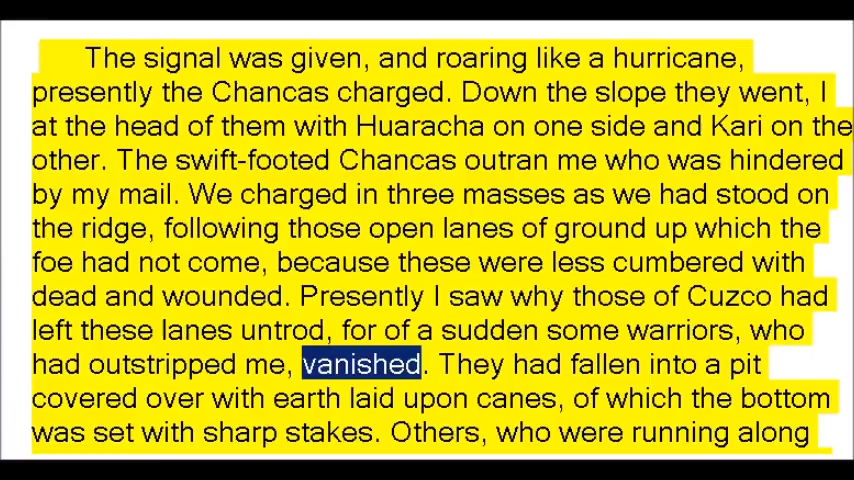 The signal was given, and roaring like a hurricane,
presently the Chancas charged. Down the slope they went, I
at the head of them with Huaracha on one side and Kari on the
other. The swift-footed Chancas outran me who was hindered
by my mail. We charged in three masses as we had stood on
the ridge, following those open lanes of ground up which the
foe had not come, because these were less cumbered with
dead and wounded. Presently I saw why those of Cuzco had
left these lanes untrod, for of a sudden some warriors, who
had outstripped me, vanished. They had fallen into a pit
covered over with earth laid upon canes, of which the bottom
was set with sharp stakes. Others, who were running along